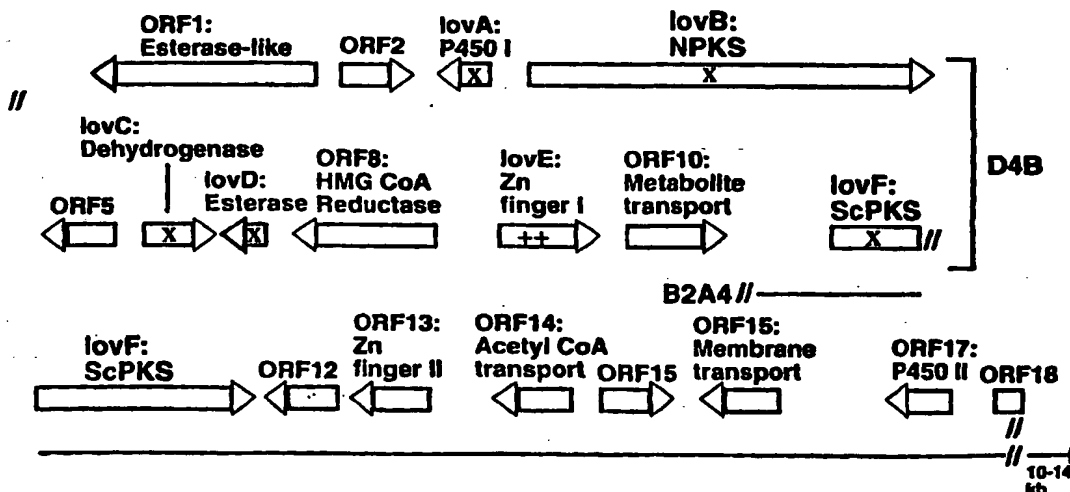 ORF1:
Esterase-like
ORF2
lovA:
P450 I
lovB:
NPKS
X
X
//
D4B
lovC:
Dehydrogenase
ORF5
X
lovD:
Esterase
X
ORF8:
HMG CoA
Reductase
lovE:
Zn
finger I
++
ORF10:
Metabolite
transport
lovF:
ScPKS
X
//
B2A4 //
lovF:
ScPKS
ORF12
ORF13:
Zn
finger II
ORF14:
Acetyl CoA
transport
ORF15
ORF15:
Membrane
transport
ORF17:
P450 II
ORF18
//
//
10-14
kb